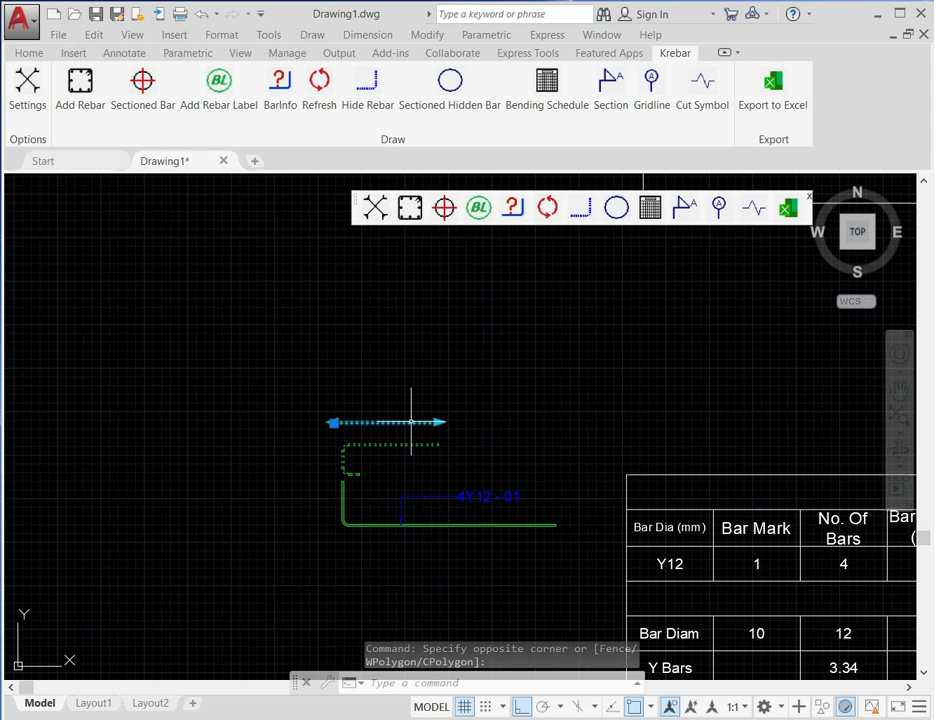 A Drawing1.dwg Type a keyword or phrase Sign In
File Edit View Insert Format Tools Draw Dimension Modify Parametric Express Window Help
Home Insert Annotate Parametric View Manage Output Add-ins Collaborate Express Tools Featured Apps Krebar
BL
A
Settings Add Rebar Sectioned Bar Add Rebar Label BarInfo Refresh Hide Rebar Sectioned Hidden Bar Bending Schedule Section Gridline Cut Symbol Export to Excel
Options Draw Export
Start Drawing1*
BL
N
W TOP E
S
WCS
4Y12 - 01
Bar Dia (mm) Bar Mark No. Of Bars Bar (
Y12 1 4
Bar Diam 10 12
Y Bars 3.34
Y
X
Command: Specify opposite corner or [Fence/
WPolygon/CPolygon]:
Type a command
Model Layout1 Layout2 +
MODEL 1:1